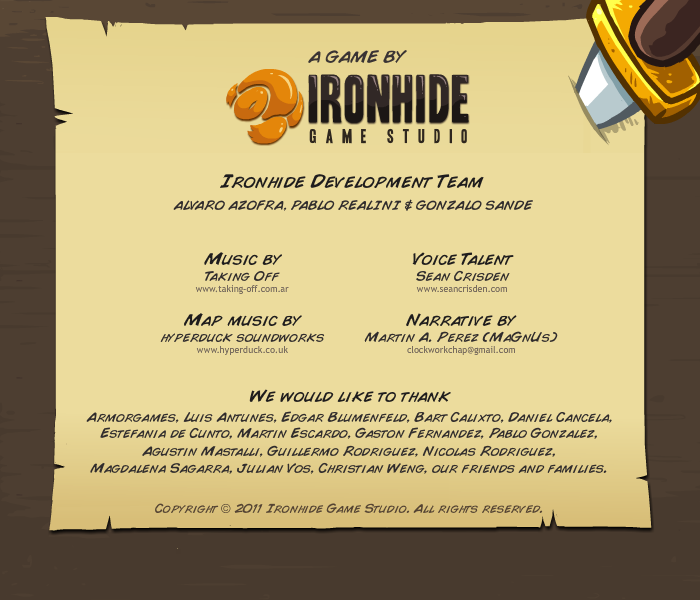 A GAME BY
IRONHIDE
GAME STUDIO
IRONHIDE DEVELOPMENT TEAM
ALVARO AZOFRA, PABLO REALINI & GONZALO SANDE
MUSIC BY
TAKING OFF
www.taking-off.com.ar
VOICE TALENT
SEAN CRISDEN
www.seancrisden.com
MAP MUSIC BY
HYPERDUCK SOUNDWORKS
www.hyperduck.co.uk
NARRATIVE BY
MARTIN A. PEREZ (MAGNUS)
clockworkchap@gmail.com
WE WOULD LIKE TO THANK
ARMORGAMES, LUIS ANTUNES, EDGAR BLUMENFELD, BART CALIXTO, DANIEL CANCELA,
ESTEFANIA DE CUNTO, MARTIN ESCARDO, GASTON FERNANDEZ, PABLO GONZALEZ,
AGUSTIN MASTALLI, GUILLERMO RODRIGUEZ, NICOLAS RODRIGUEZ,
MAGDALENA SAGARRA, JULIAN VOS, CHRISTIAN WENG, OUR FRIENDS AND FAMILIES.
COPYRIGHT © 2011 IRONHIDE GAME STUDIO. ALL RIGHTS RESERVED.